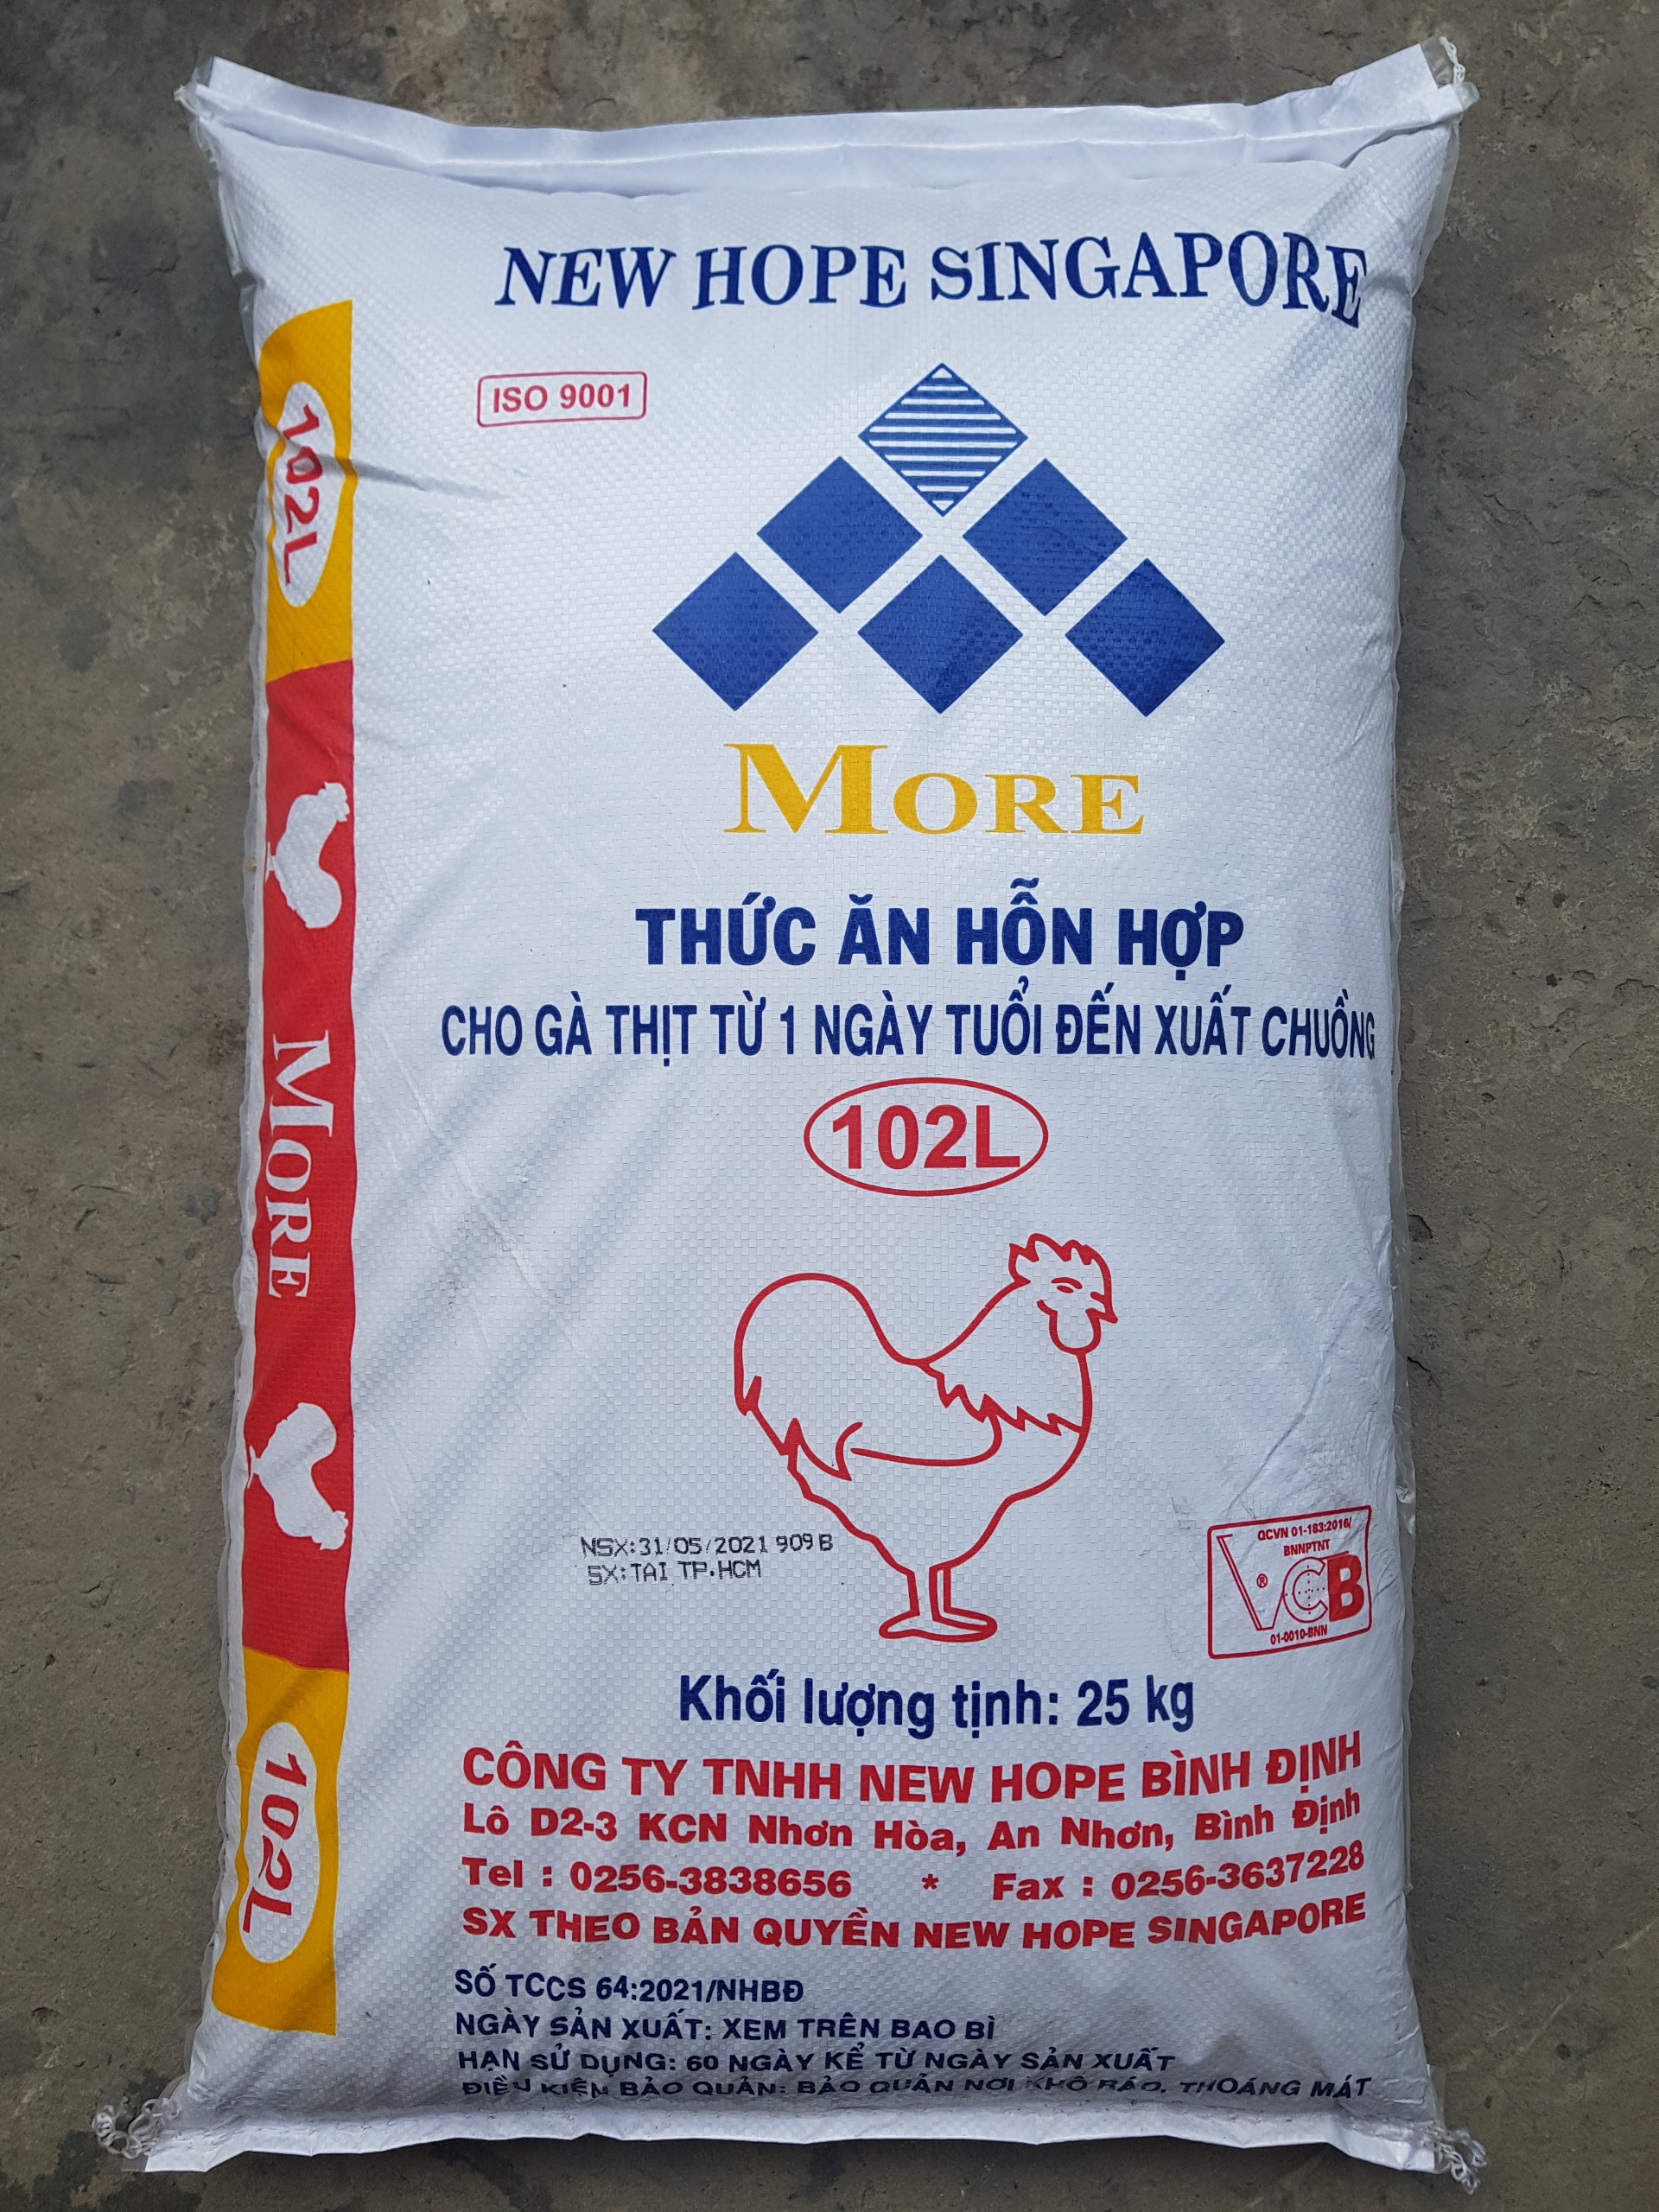 NEW HOPE SINGAPORE
ISO 9001
MORE
THỨC ĂN HỖN HỢP
CHO GÀ THỊT TỪ 1 NGÀY TUỔI ĐẾN XUẤT CHUỒNG
102L
102L
MORE
102L
NSX:31/05/2021 909 B
SX:TAI TP.HCM
QCVN 01-183:2016/
BNNPTNT
® VCB
01-0010-BNN
Khối lượng tịnh: 25 kg
CÔNG TY TNHH NEW HOPE BÌNH ĐỊNH
Lô D2-3 KCN Nhơn Hòa, An Nhơn, Bình Định
Tel : 0256-3838656 * Fax : 0256-3637228
SX THEO BẢN QUYỀN NEW HOPE SINGAPORE
SỐ TCCS 64:2021/NHBĐ
NGÀY SẢN XUẤT: XEM TRÊN BAO BÌ
HẠN SỬ DỤNG: 60 NGÀY KỂ TỪ NGÀY SẢN XUẤT
ĐIỀU KIỆN BẢO QUẢN: BẢO QUẢN NƠI KHÔ RÁO, THOÁNG MÁT